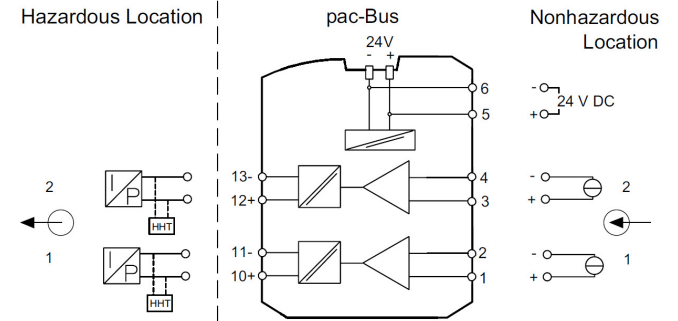 Hazardous Location
pac-Bus
Nonhazardous
Location
24V
- +
6
-
24 V DC
5
+
2
I
P
13-
4
-
2
12+
3
+
HHT
1
I
P
11-
2
-
1
10+
1
+
HHT